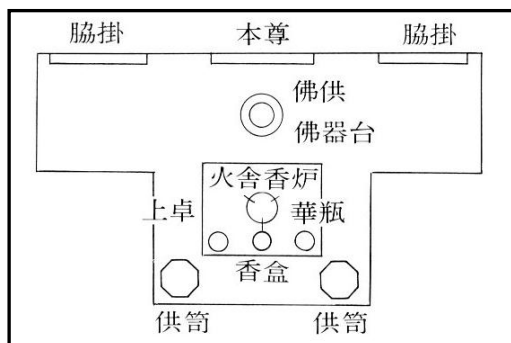 脇掛 本尊 脇掛
佛供
佛器台
火舎香炉
上卓 華瓶
香盒
供笥 供笥